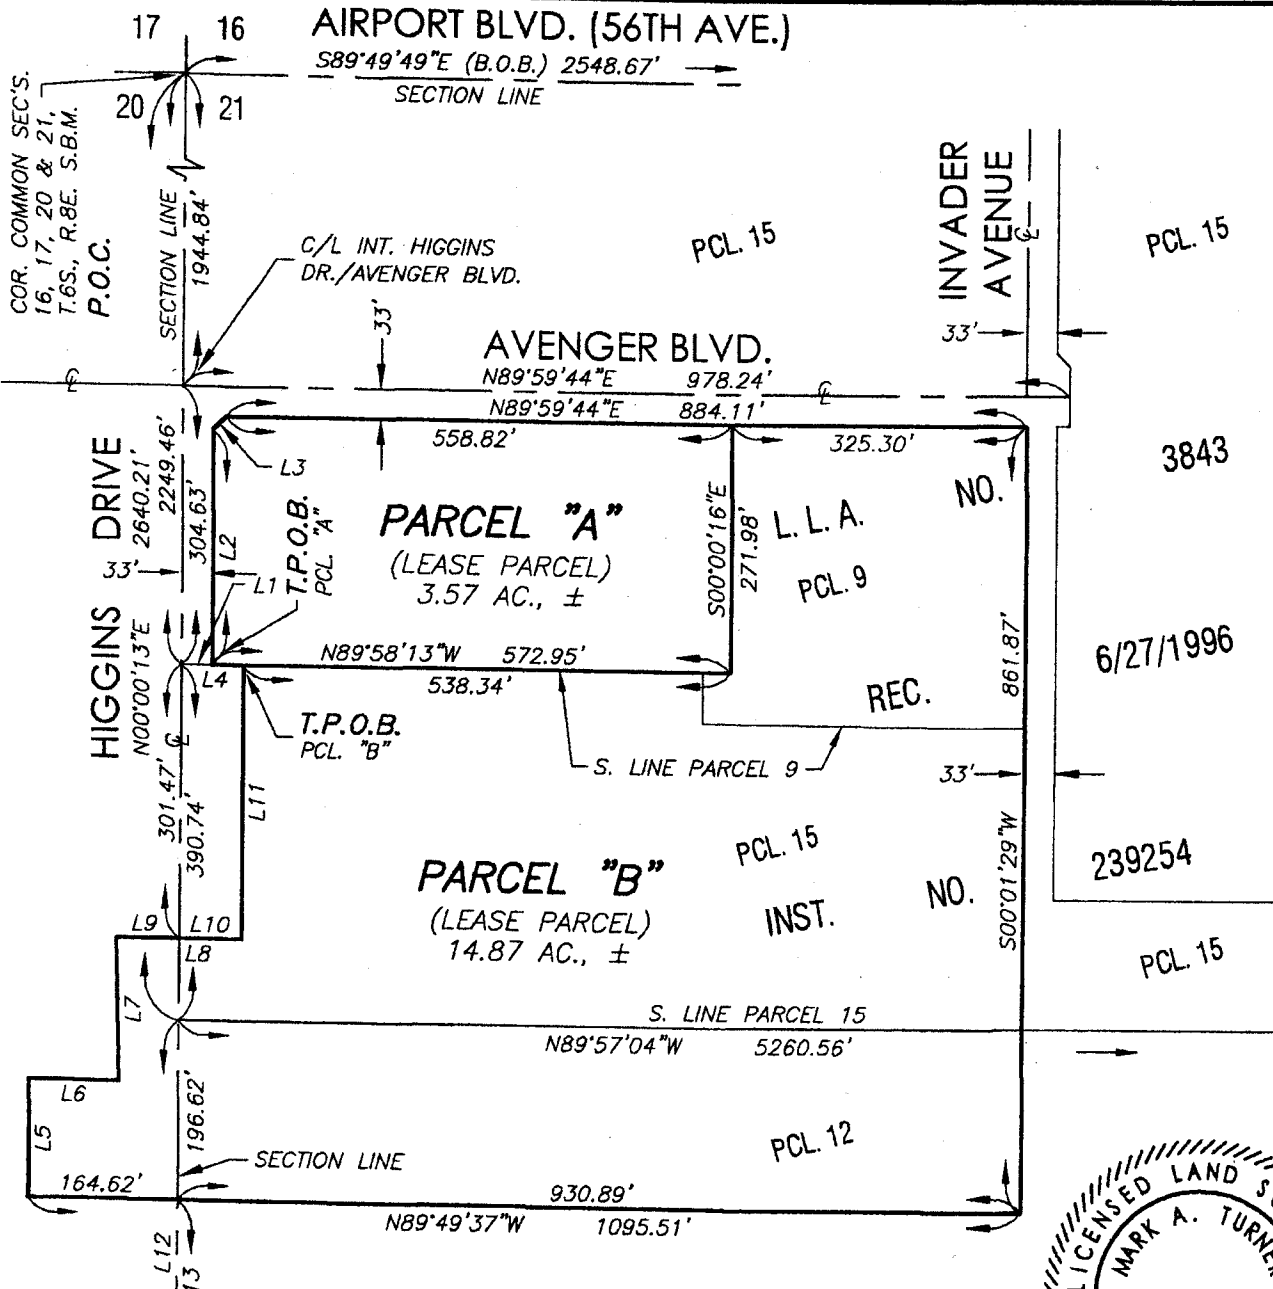 17 16
AIRPORT BLVD. (56TH AVE.)
S89°49'49"E (B.O.B.) 2548.67'
SECTION LINE
20 21
COR. COMMON SEC'S.
16, 17, 20 & 21,
T.6S., R.8E. S.B.M.
P.O.C.
SECTION LINE
1944.84'
C/L INT. HIGGINS
DR./AVENGER BLVD.
33'
PCL. 15
INVADER
AVENUE
℄
PCL. 15
33'
AVENGER BLVD.
℄
N89°59'44"E 978.24'
℄
N89°59'44"E 884.11'
558.82'
325.30'
L3
HIGGINS DRIVE
N00°00'13"E 2640.21'
2249.46'
304.63'
L2
33'
L1
T.P.O.B.
PCL. "A"
PARCEL "A"
(LEASE PARCEL)
3.57 AC., ±
S00°00'16"E
271.98'
L. L. A. NO.
3843
PCL. 9
N89°58'13"W 572.95'
538.34'
L4
861.87'
6/27/1996
REC.
T.P.O.B.
PCL. "B"
S. LINE PARCEL 9
℄
33'
301.47'
390.74'
L11
PARCEL "B"
(LEASE PARCEL)
14.87 AC., ±
PCL. 15
INST. NO.
239254
S00°01'29"W
L9 L10
L8
L7
PCL. 15
S. LINE PARCEL 15
N89°57'04"W 5260.56'
L6
L5
196.62'
PCL. 12
SECTION LINE
164.62'
930.89'
N89°49'37"W 1095.51'
L12
13
LICENSED LAND
MARK A. TURNE